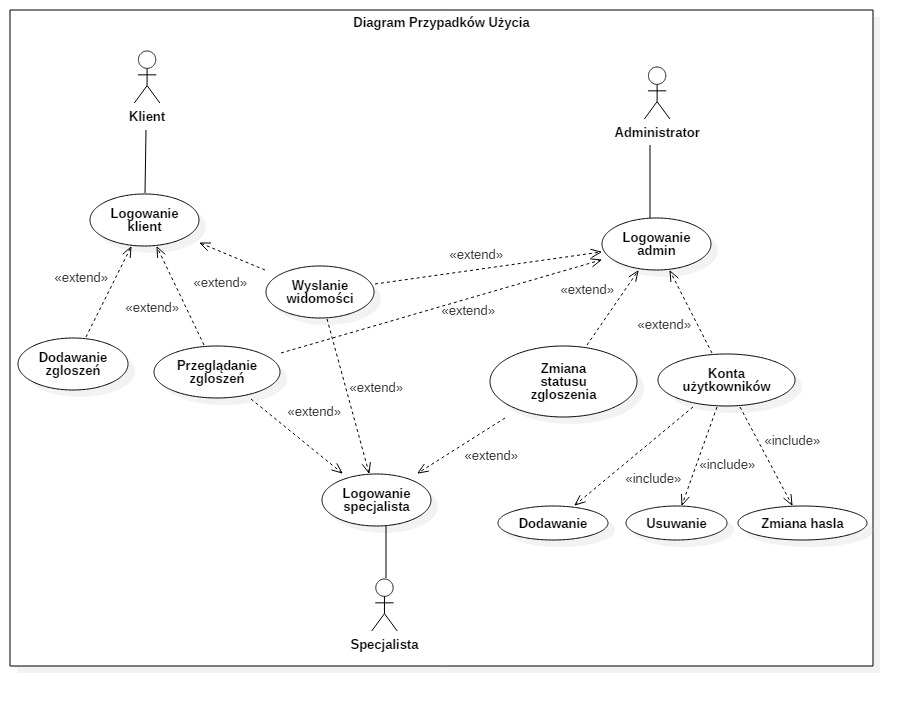 Diagram Przypadków Użycia
Klient
Administrator
Logowanie
klient
Logowanie
admin
«extend»
«extend»
«extend»
«extend»
Wyslanie
widomości
«extend»
«extend»
«extend»
«extend»
Dodawanie
zgloszeń
Przeglądanie
zgloszeń
Zmiana
statusu
zgloszenia
Konta
użytkowników
«extend»
«extend»
«extend»
«include»
«include»
«include»
Logowanie
specjalista
Dodawanie
Usuwanie
Zmiana hasla
Specjalista